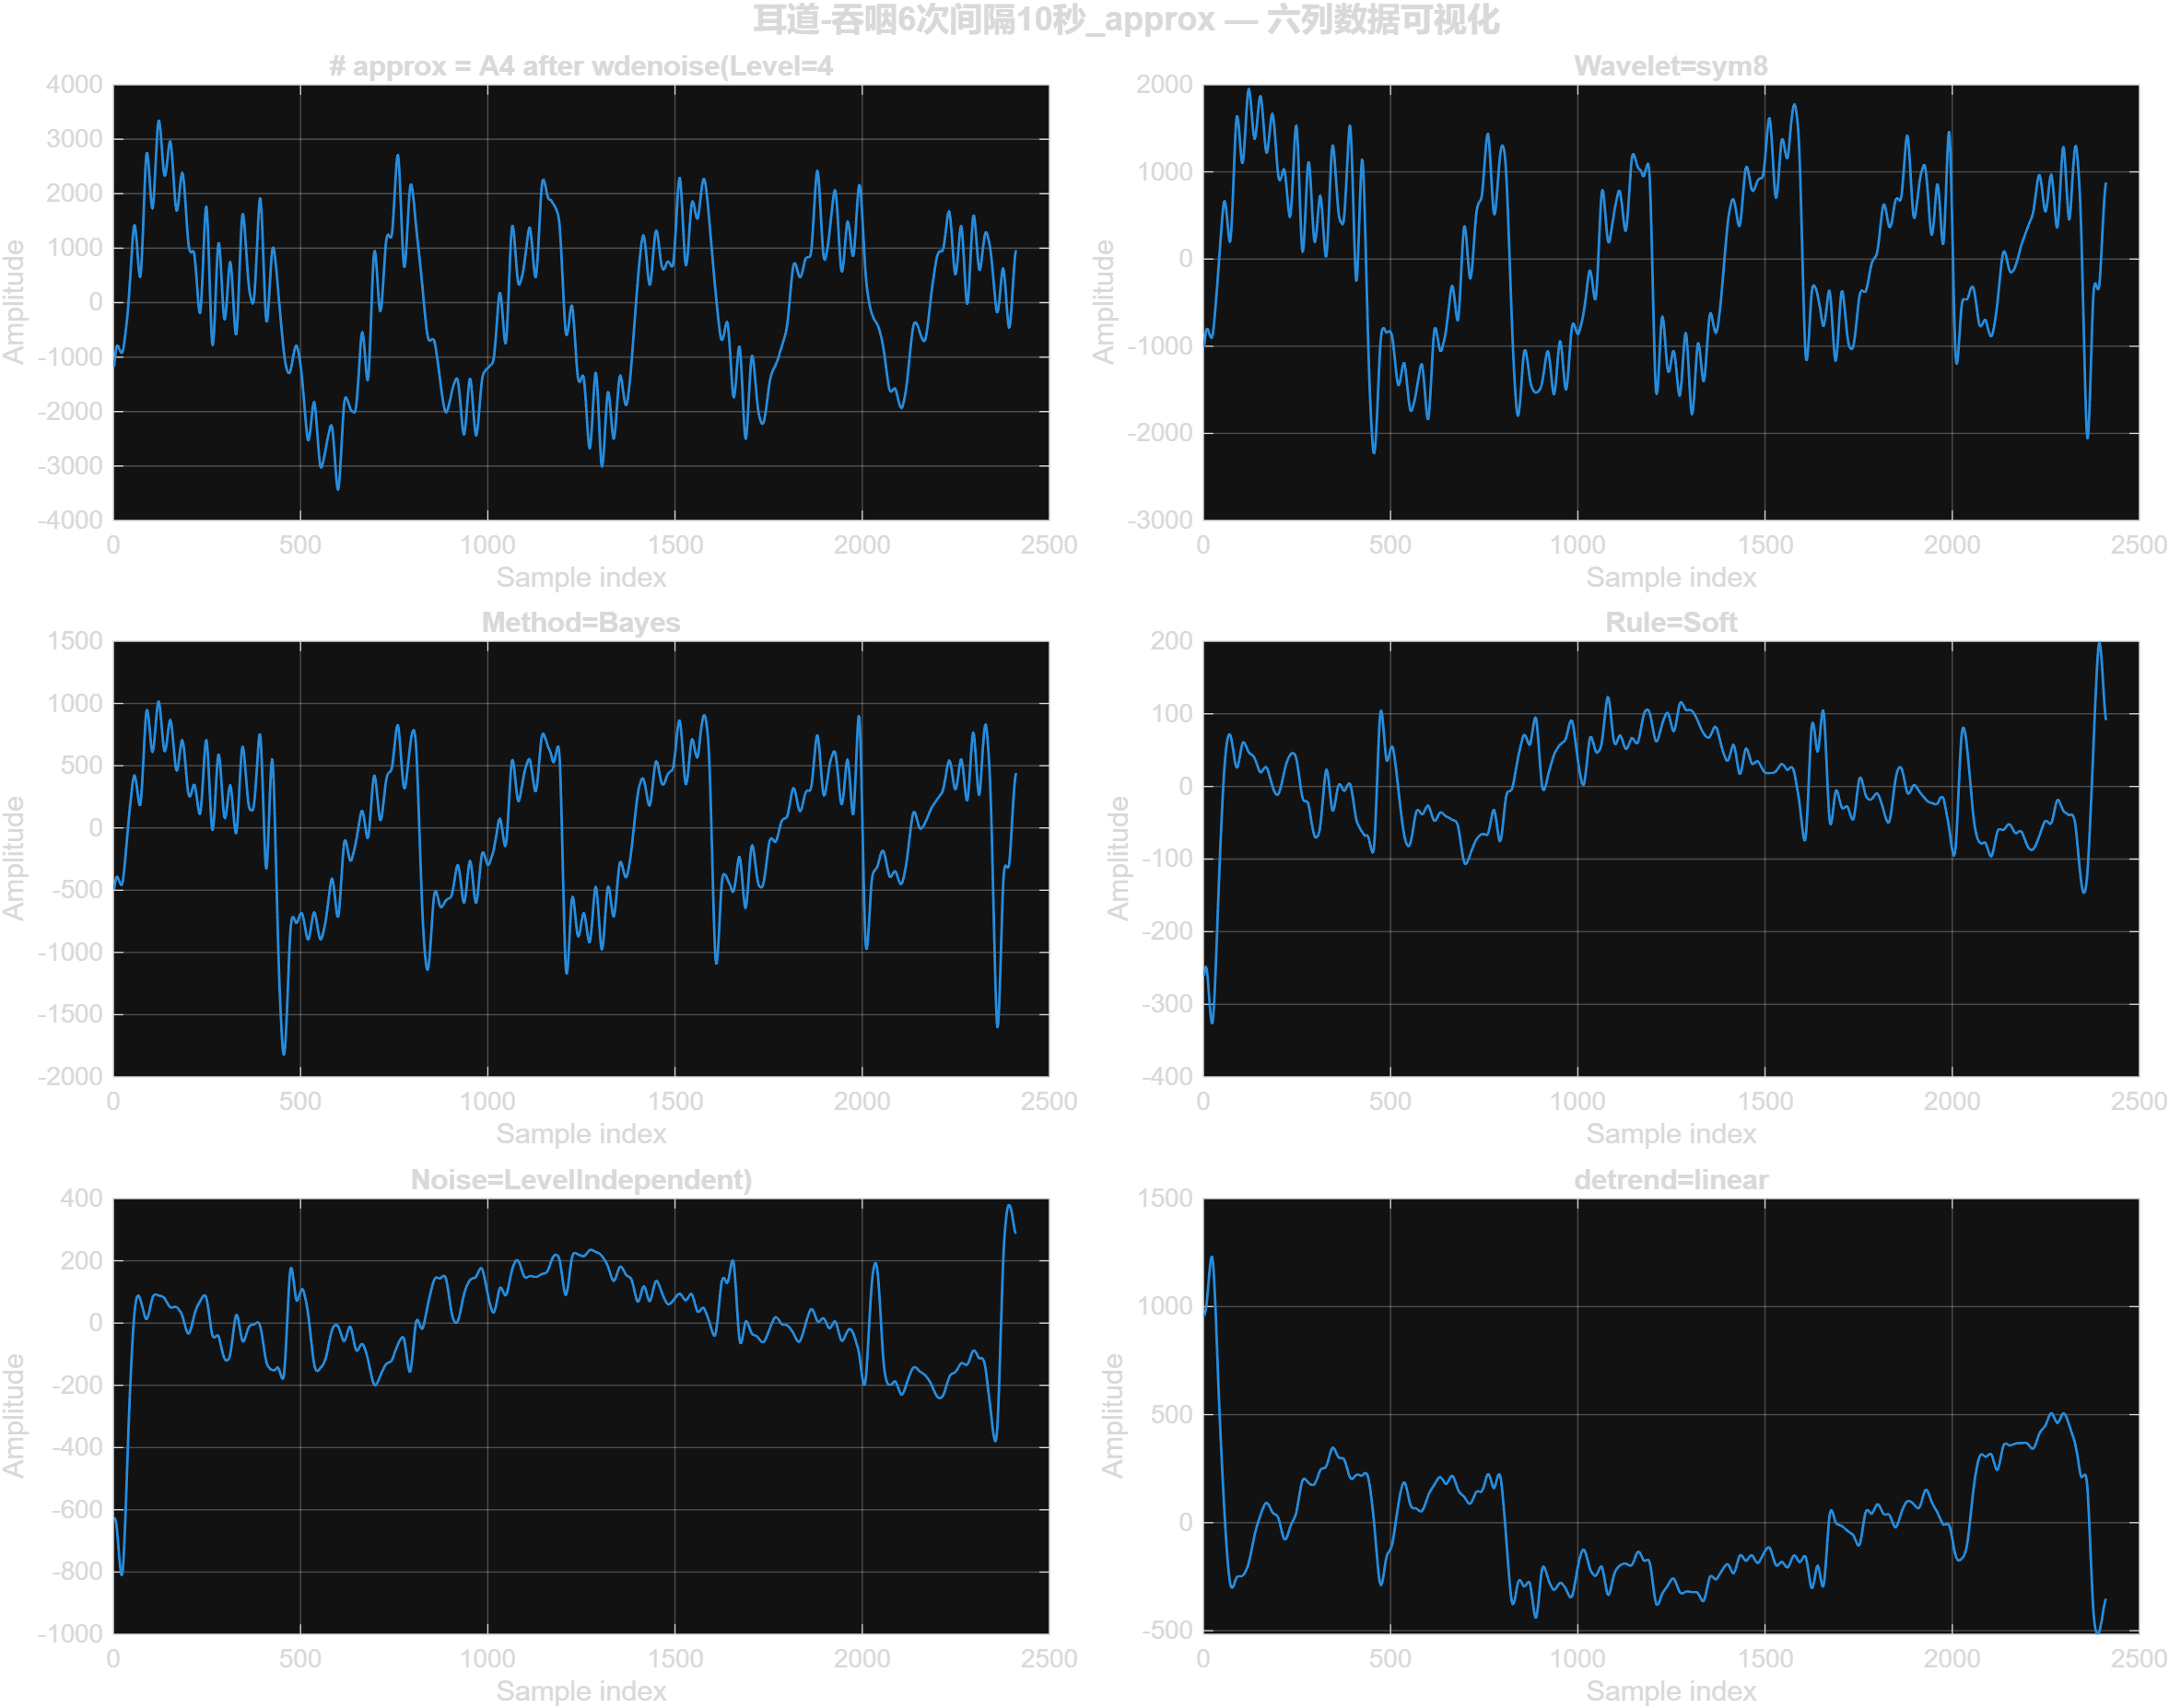 耳道-吞咽6次间隔10秒_approx — 六列数据可视化
# approx = A4 after wdenoise(Level=4
4000
3000
2000
1000
0
-1000
-2000
-3000
-4000
Amplitude
0 500 1000 1500 2000 2500
Sample index
Wavelet=sym8
2000
1000
0
-1000
-2000
-3000
Amplitude
0 500 1000 1500 2000 2500
Sample index
Method=Bayes
1500
1000
500
0
-500
-1000
-1500
-2000
Amplitude
0 500 1000 1500 2000 2500
Sample index
Rule=Soft
200
100
0
-100
-200
-300
-400
Amplitude
0 500 1000 1500 2000 2500
Sample index
Noise=LevelIndependent)
400
200
0
-200
-400
-600
-800
-1000
Amplitude
0 500 1000 1500 2000 2500
Sample index
detrend=linear
1500
1000
500
0
-500
Amplitude
0 500 1000 1500 2000 2500
Sample index